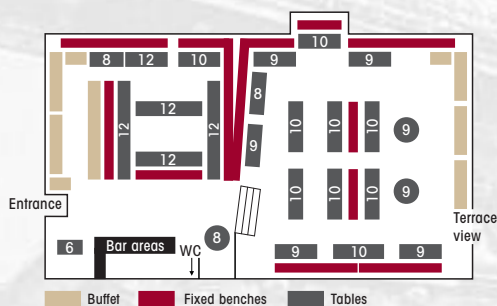 10
8 12 10 9 9
8
12 12 12 10 10 10 9
9
12
10 10 10 9
Entrance
Terrace
view
6 Bar areas WC 8
9 10 9
Buffet Fixed benches Tables